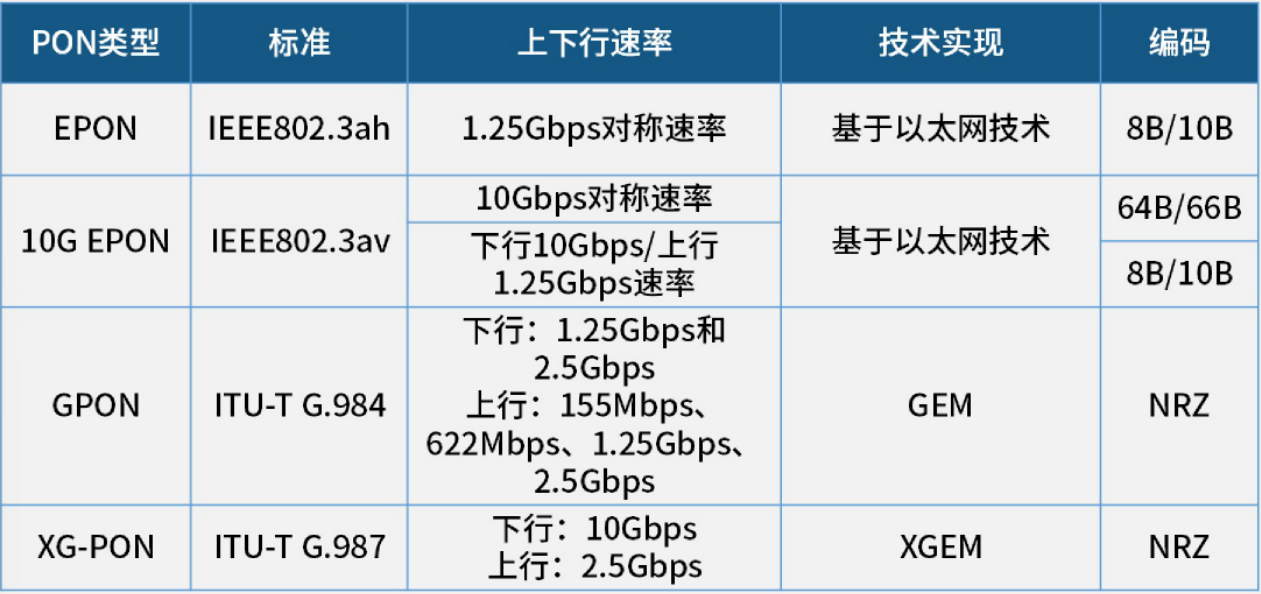 PON类型 标准 上下行速率 技术实现 编码
EPON IEEE802.3ah 1.25Gbps对称速率 基于以太网技术 8B/10B
10G EPON IEEE802.3av 10Gbps对称速率 基于以太网技术 64B/66B
下行10Gbps/上行
1.25Gbps速率 8B/10B
GPON ITU-T G.984 下行：1.25Gbps和
2.5Gbps
上行：155Mbps、
622Mbps、1.25Gbps、
2.5Gbps GEM NRZ
XG-PON ITU-T G.987 下行：10Gbps
上行：2.5Gbps XGEM NRZ